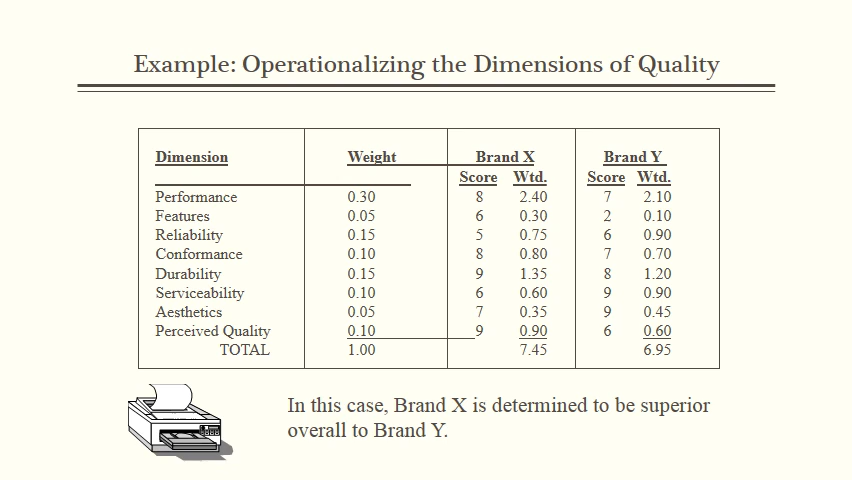 Example: Operationalizing the Dimensions of Quality
Dimension Weight Brand X Brand Y
Score Wtd. Score Wtd.
Performance 0.30 8 2.40 7 2.10
Features 0.05 6 0.30 2 0.10
Reliability 0.15 5 0.75 6 0.90
Conformance 0.10 8 0.80 7 0.70
Durability 0.15 9 1.35 8 1.20
Serviceability 0.10 6 0.60 9 0.90
Aesthetics 0.05 7 0.35 9 0.45
Perceived Quality 0.10 9 0.90 6 0.60
TOTAL 1.00 7.45 6.95
In this case, Brand X is determined to be superior
overall to Brand Y.